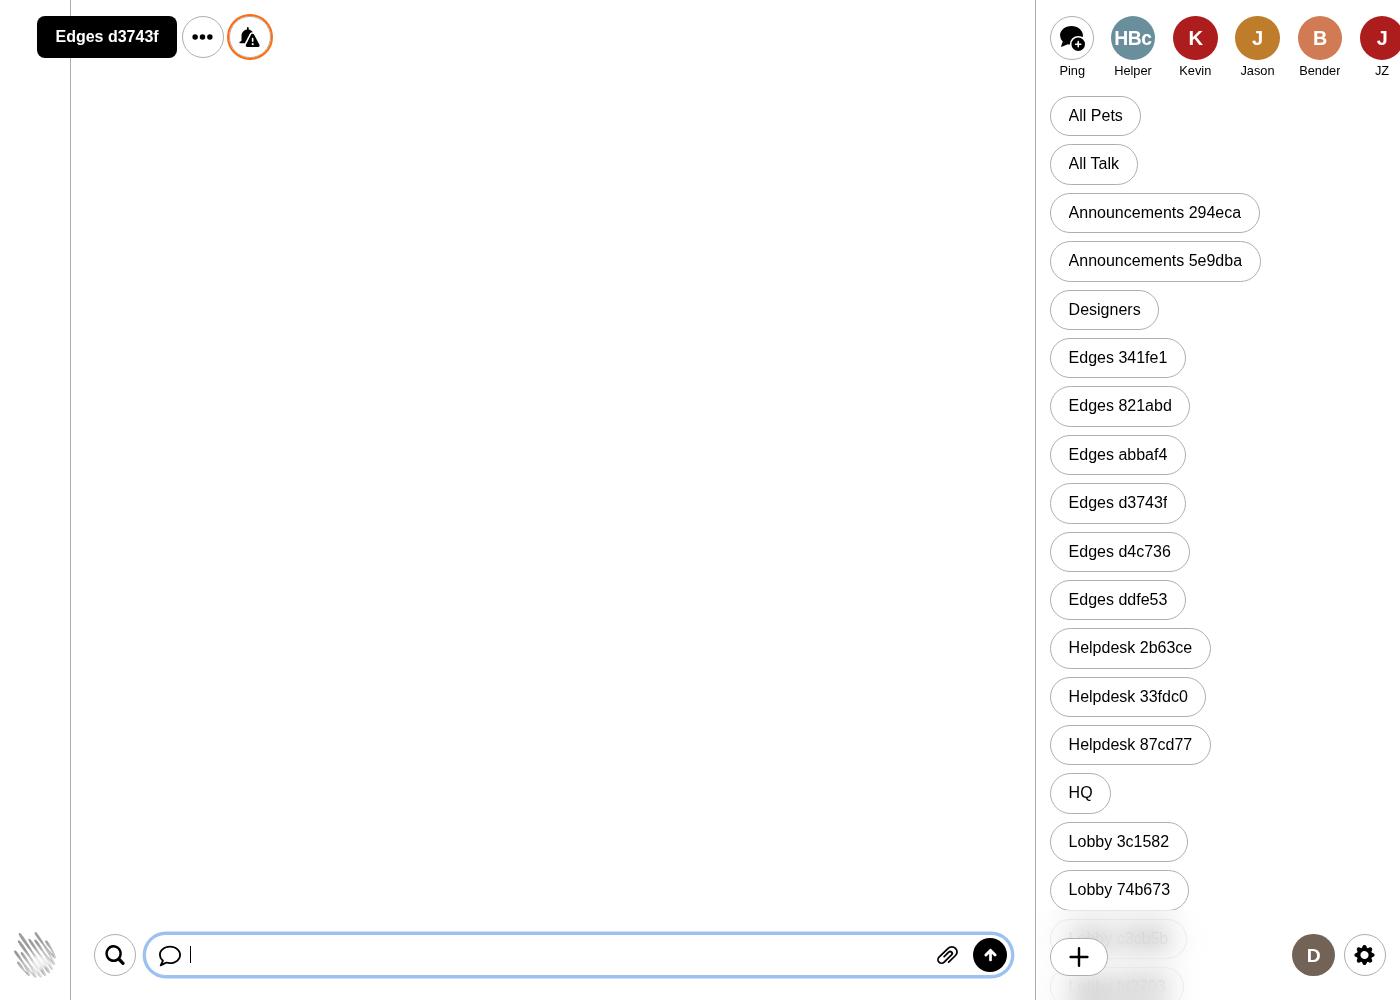 Edges d3743f
HBc
K
J
B
J
Ping
Helper
Kevin
Jason
Bender
JZ
All Pets
All Talk
Announcements 294eca
Announcements 5e9dba
Designers
Edges 341fe1
Edges 821abd
Edges abbaf4
Edges d3743f
Edges d4c736
Edges ddfe53
Helpdesk 2b63ce
Helpdesk 33fdc0
Helpdesk 87cd77
HQ
Lobby 3c1582
Lobby 74b673
Lobby c3cb5b
D